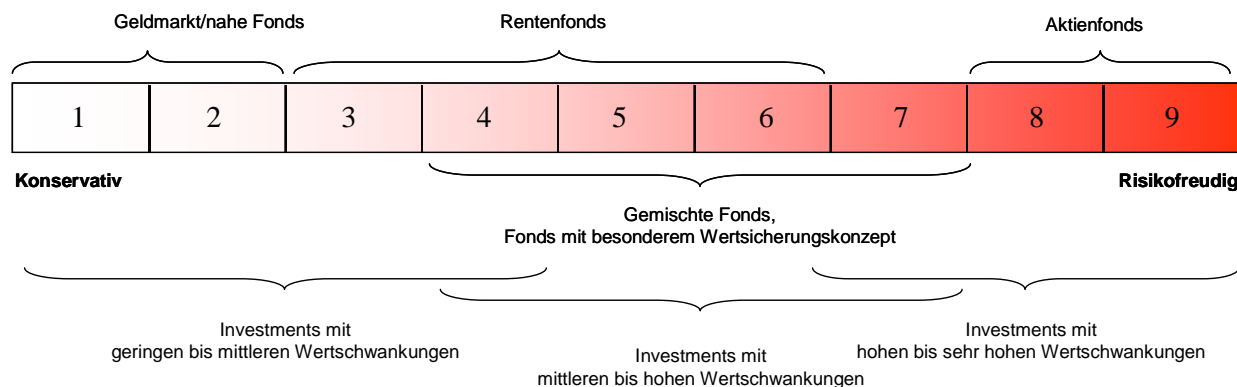 Geldmarkt/nahe Fonds
Rentenfonds
Aktienfonds
1 2 3 4 5 6 7 8 9
Konservativ
Risikofreudig
Gemischte Fonds,
Fonds mit besonderem Wertsicherungskonzept
Investments mit
geringen bis mittleren Wertschwankungen
Investments mit
mittleren bis hohen Wertschwankungen
Investments mit
hohen bis sehr hohen Wertschwankungen